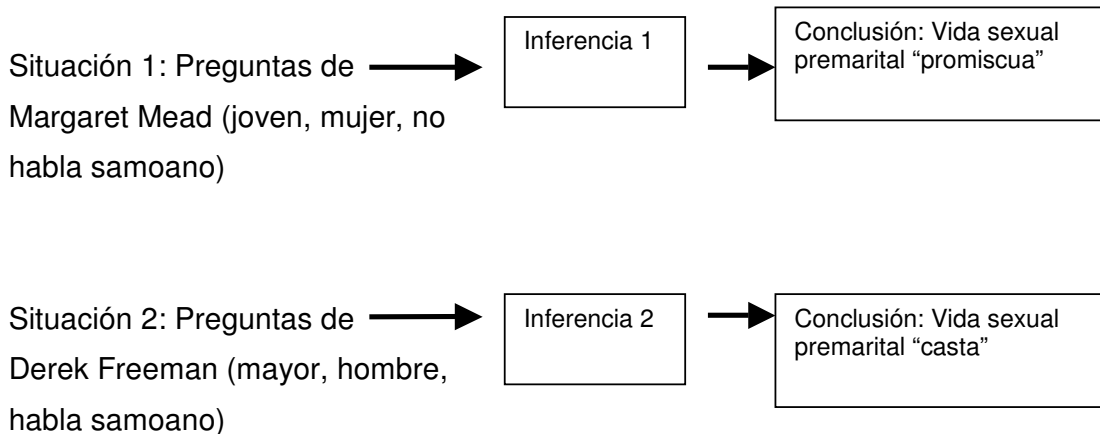 Situación 1: Preguntas de
Margaret Mead (joven, mujer, no
habla samoano)
Inferencia 1
Conclusión: Vida sexual
premarital “promiscua”
Situación 2: Preguntas de
Derek Freeman (mayor, hombre,
habla samoano)
Inferencia 2
Conclusión: Vida sexual
premarital “casta”